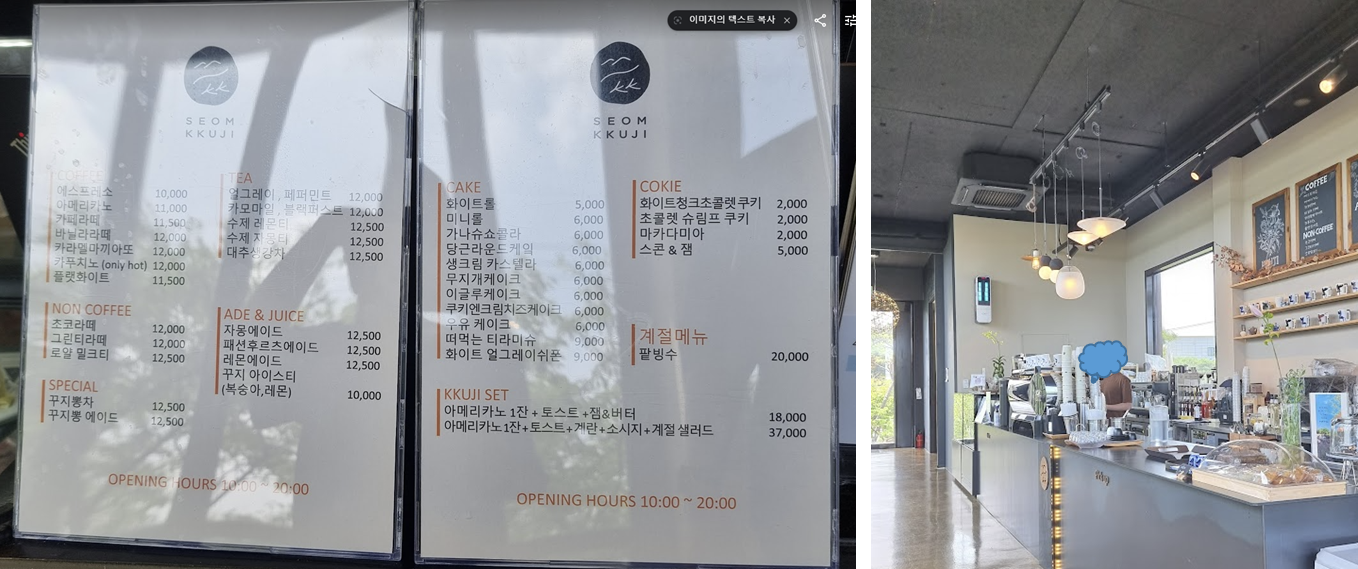 이미지의 텍스트 복사
SEOM
KKUJI
COFFEE
에스프레소 10,000
아메리카노 11,000
카페라떼 11,500
바닐라라떼 12,000
카라멜마끼아또 12,000
카푸치노 (only hot) 12,000
플랫화이트 11,500
NON COFFEE
초코라떼 12,000
그린티라떼 12,000
로얄 밀크티 12,500
SPECIAL
꾸지뽕차 12,500
꾸지뽕 에이드 12,500
TEA
얼그레이 , 페퍼민트 12,000
카모마일 , 블랙퍼스트 12,000
수제 레몬티 12,500
수제 자몽티 12,500
대추생강차 12,500
ADE & JUICE
자몽에이드 12,500
패션후르츠에이드 12,500
레몬에이드 12,500
꾸지 아이스티
(복숭아,레몬) 10,000
OPENING HOURS 10:00 ~ 20:00
SEOM
KKUJI
CAKE
화이트롤 5,000
미니롤 6,000
가나슈쇼콜라 6,000
당근라운드케잌 6,000
생크림 카스텔라 6,000
무지개케이크 6,000
이글루케이크 6,000
쿠키엔크림치즈케이크 6,000
우유 케이크 6,000
떠먹는 티라미슈 9,000
화이트 얼그레이쉬폰 9,000
COKIE
화이트청크초콜렛쿠키 2,000
초콜렛 슈림프 쿠키 2,000
마카다미아 2,000
스콘 & 잼 5,000
계절메뉴
팥빙수 20,000
KKUJI SET
아메리카노 1잔 + 토스트 +잼&버터 18,000
아메리카노1잔+토스트+계란+소시지+계절샐러드 37,000
OPENING HOURS 10:00 ~ 20:00
COFFEE
NON-COFFEE